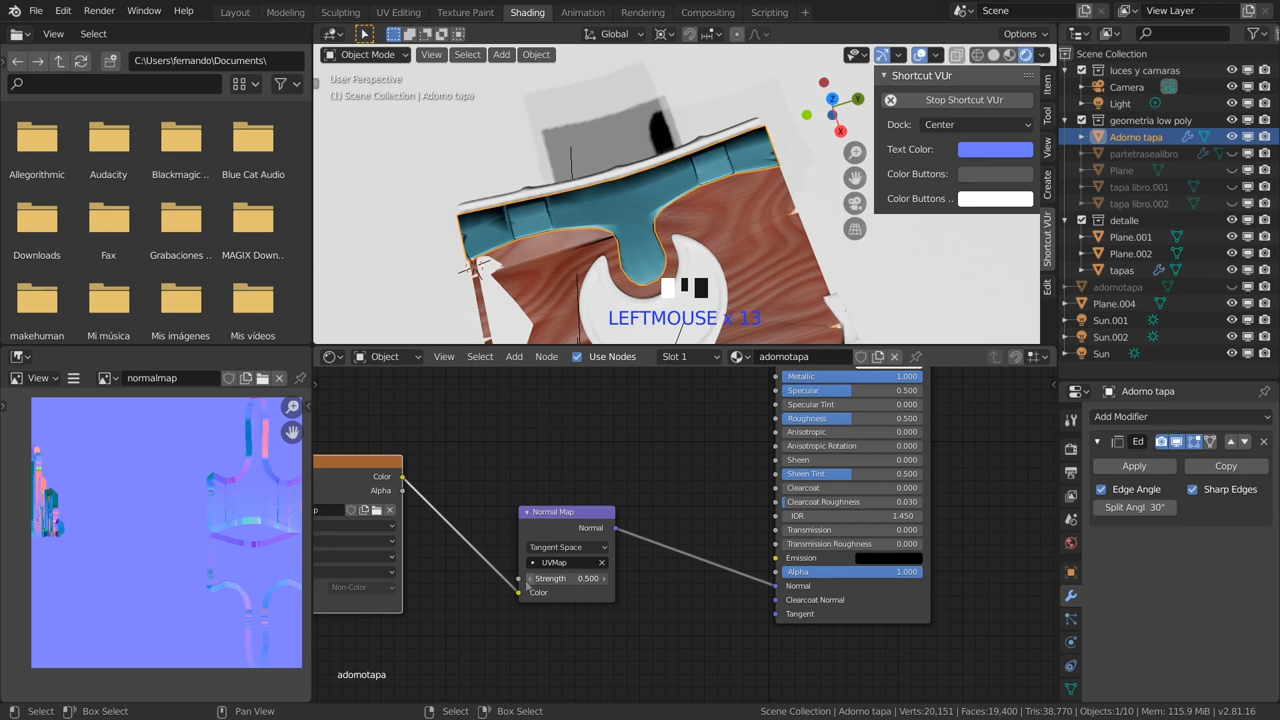 File Edit Render Window Help Layout Modeling Sculpting UV Editing Texture Paint Shading Animation Rendering Compositing Scripting + Scene View Layer
View Select
C:\Users\fernando\Documents\
Allegorithmic Audacity Blackmagic ... Blue Cat Audio
Downloads Fax Grabaciones ... MAGIX Down...
makehuman Mi música Mis imágenes Mis vídeos
Global Options
Object Mode View Select Add Object
User Perspective
(1) Scene Collection | Adorno tapa
Z Y X
LEFTMOUSE x 13
Shortcut VUr
Stop Shortcut VUr
Dock: Center
Text Color:
Color Buttons:
Color Buttons ..
Item
Tool
View
Create
Shortcut VUr
Edit
Scene Collection
luces y camaras
Camera
Light
geometria low poly
Adorno tapa
partetrasealibro
Plane
tapa libro.001
tapa libro.002
detalle
Plane.001
Plane.002
tapas
adornotapa
Plane.004
Sun.001
Sun.002
Sun
View normalmap
Object View Select Add Node Use Nodes Slot 1 adornotapa
Color
Alpha
p
Non-Color
Normal Map
Normal
Tangent Space
UVMap
Strength 0.500
Color
Metallic 1.000
Specular 0.500
Specular Tint 0.000
Roughness 0.500
Anisotropic 0.000
Anisotropic Rotation 0.000
Sheen 0.000
Sheen Tint 0.500
Clearcoat 0.000
Clearcoat Roughness 0.030
IOR 1.450
Transmission 0.000
Transmission Roughness 0.000
Emission
Alpha 1.000
Normal
Clearcoat Normal
Tangent
adornotapa
Adorno tapa
Add Modifier
Ed
Apply Copy
Edge Angle Sharp Edges
Split Angl 30°
Select Box Select Pan View Select Box Select Scene Collection | Adorno tapa | Verts:20,151 | Faces:19,400 | Tris:38,770 | Objects:1/10 | Mem: 115.9 MiB | v2.81.16